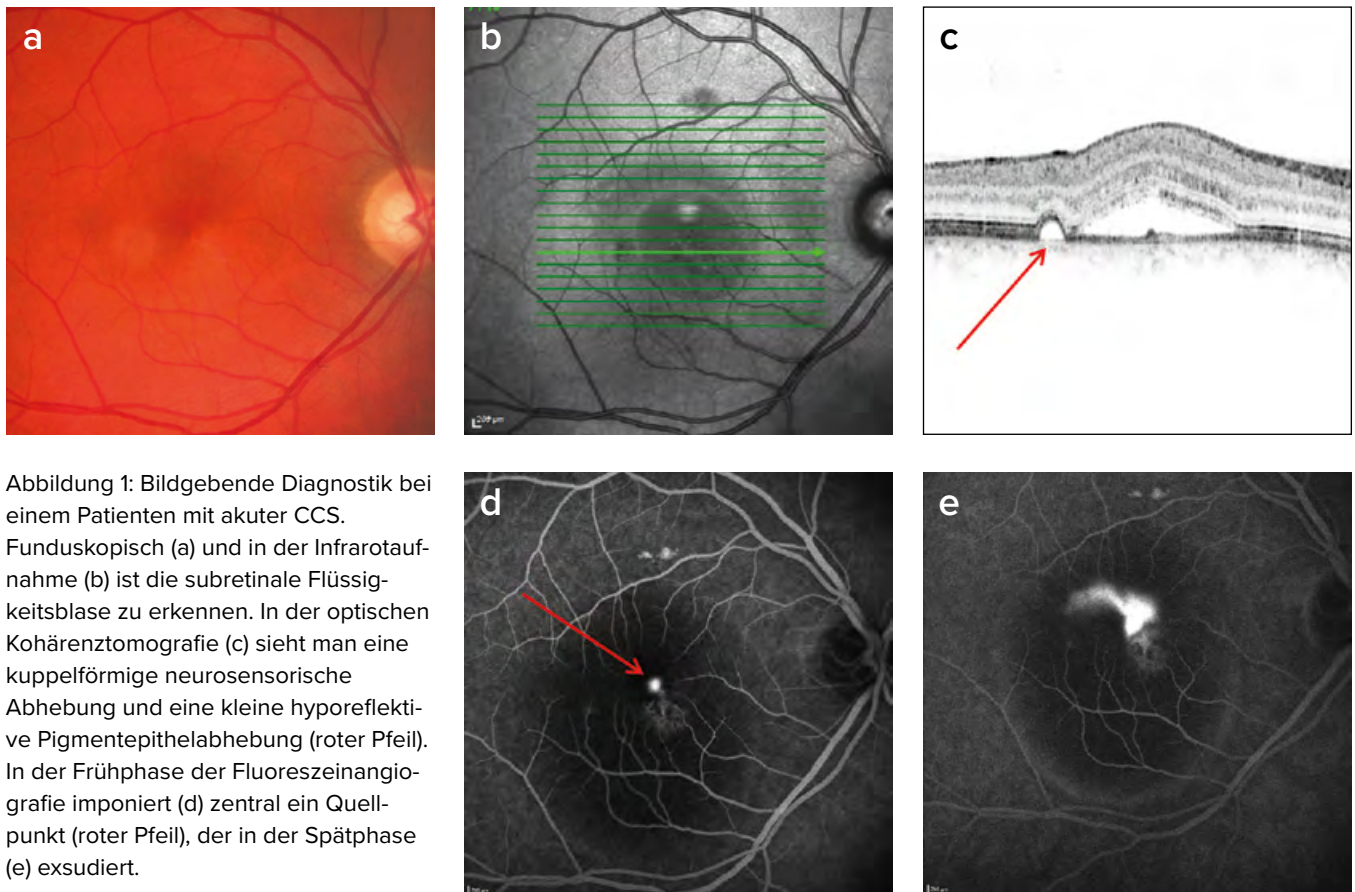 a
b
c
200 µm
Abbildung 1: Bildgebende Diagnostik bei
einem Patienten mit akuter CCS.
Funduskopisch (a) und in der Infrarotauf-
nahme (b) ist die subretinale Flüssig-
keitsblase zu erkennen. In der optischen
Kohärenztomografie (c) sieht man eine
kuppelförmige neurosensorische
Abhebung und eine kleine hyporeflekti-
ve Pigmentepithelabhebung (roter Pfeil).
In der Frühphase der Fluoreszeinangio-
grafie imponiert (d) zentral ein Quell-
punkt (roter Pfeil), der in der Spätphase
(e) exsudiert.
d
e